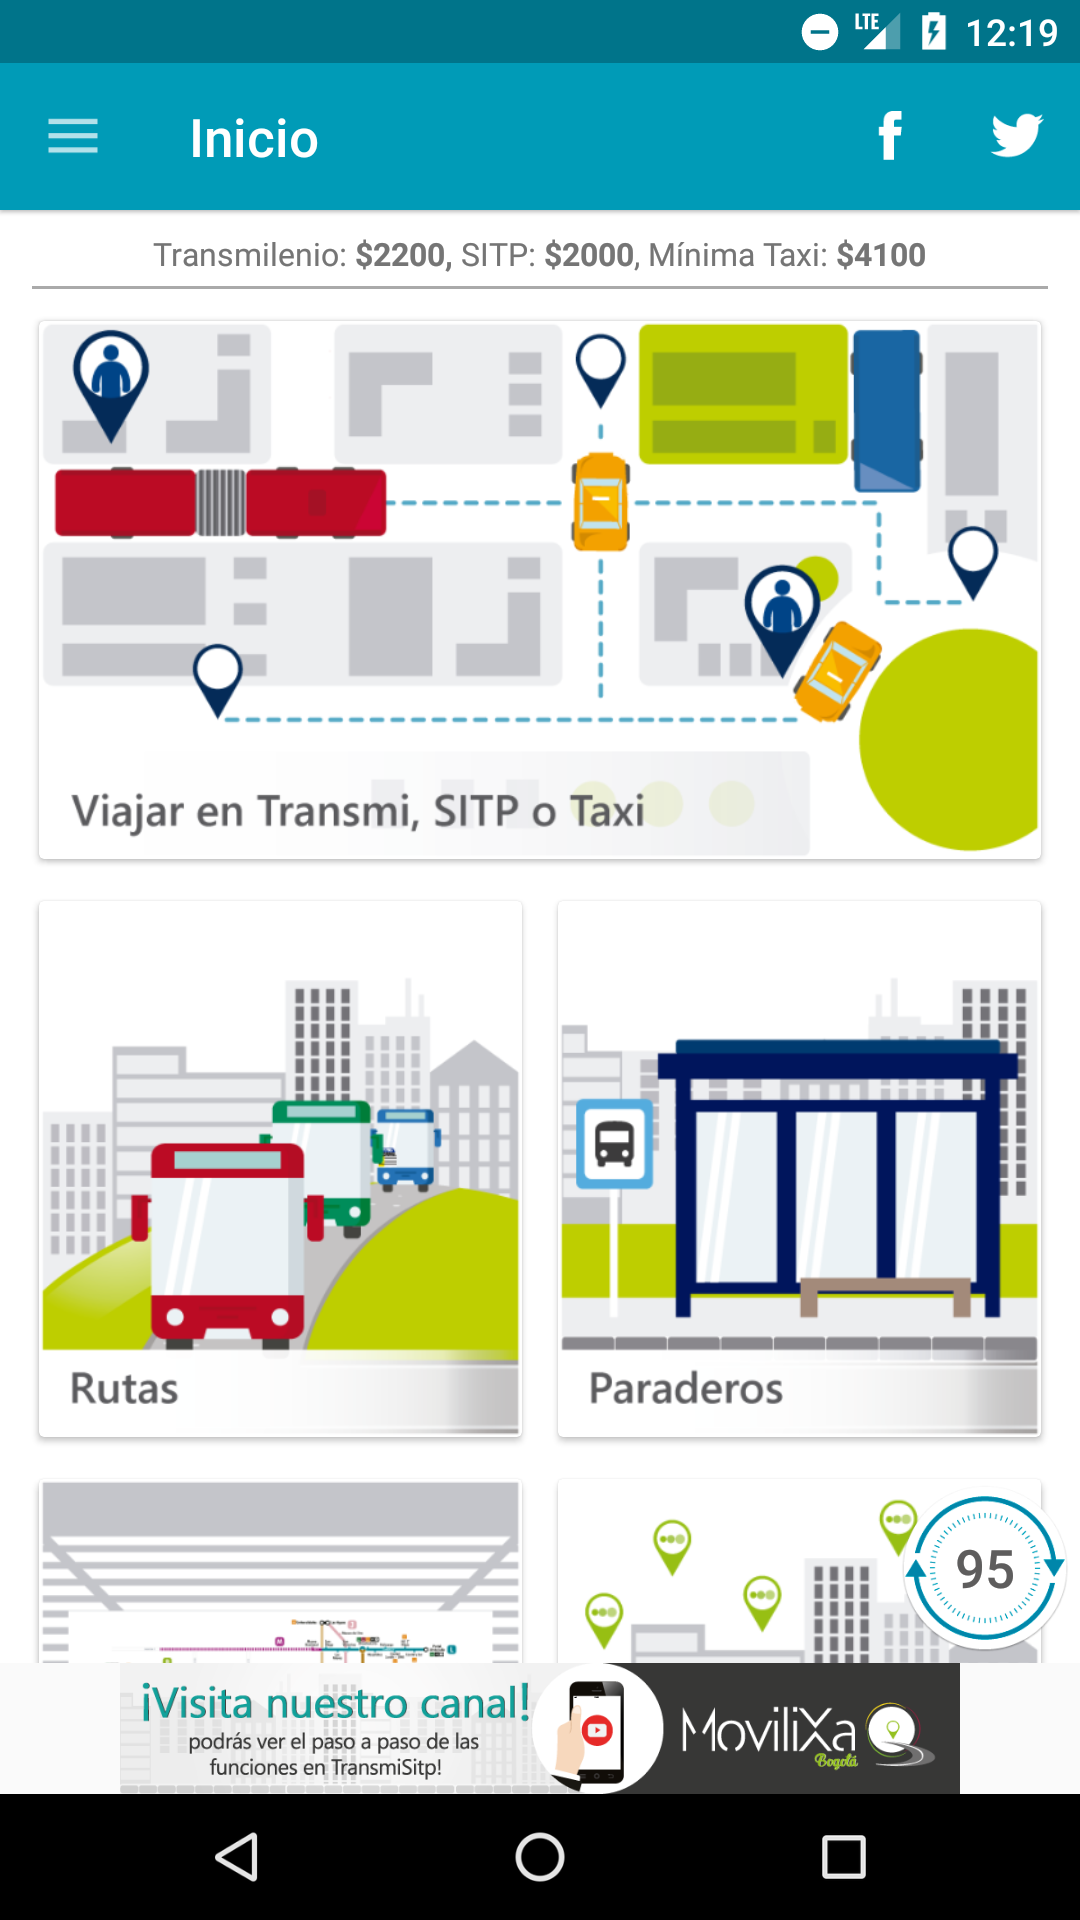 LTE 12:19
Inicio
Transmilenio: $2200, SITP: $2000, Mínima Taxi: $4100
Viajar en Transmi, SITP o Taxi
Rutas
Paraderos
95
¡Visita nuestro canal!
podrás ver el paso a paso de las
funciones en TransmiSitp!
MoviliXa
Bogotá